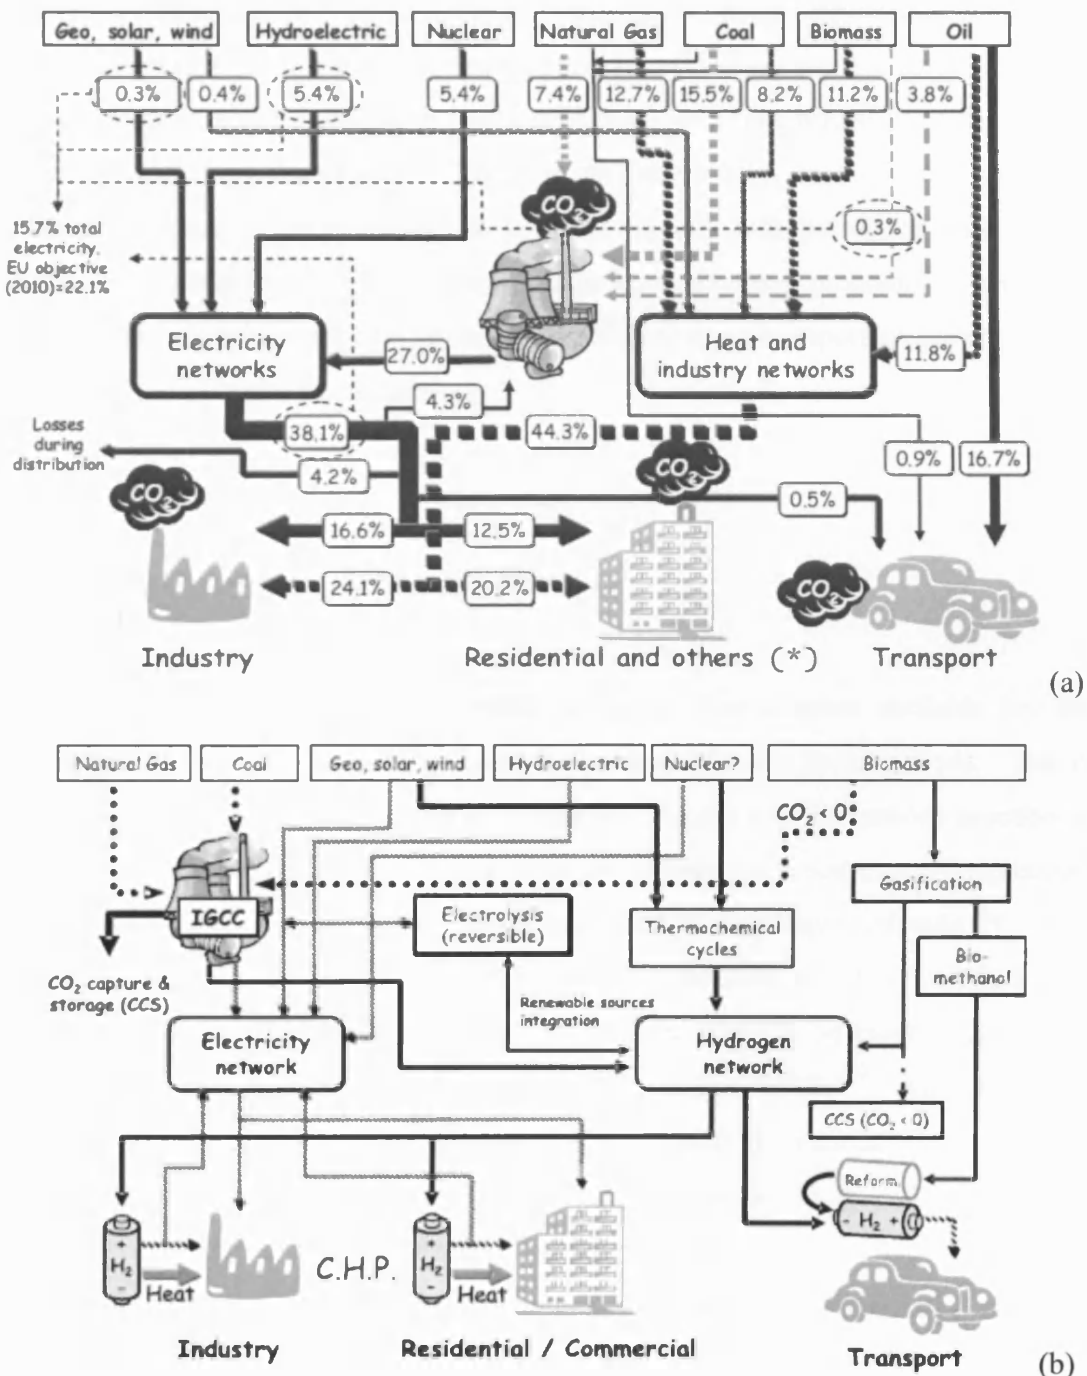 Geo, solar, wind
Hydroelectric
Nuclear
Natural Gas
Coal
Biomass
Oil
0.3%
0.4%
5.4%
5.4%
7.4%
12.7%
15.5%
8.2%
11.2%
3.8%
CO2
0.3%
15.7% total
electricity.
EU objective
(2010)=22.1%
Electricity
networks
27.0%
Heat and
industry networks
11.8%
4.3%
Losses
during
distribution
38.1%
44.3%
4.2%
CO2
CO2
0.9%
16.7%
0.5%
16.6%
12.5%
24.1%
20.2%
CO2
Industry
Residential and others (*)
Transport
(a)
Natural Gas
Coal
Geo, solar, wind
Hydroelectric
Nuclear?
Biomass
CO2 < 0
IGCC
Electrolysis
(reversible)
Thermochemical
cycles
Gasification
Bio-
methanol
CO2 capture &
storage (CCS)
Renewable sources
integration
Electricity
network
Hydrogen
network
CCS (CO2 < 0)
Reform.
- H2 +
+
H2
-
Heat
C.H.P.
+
H2
-
Heat
Industry
Residential / Commercial
Transport
(b)